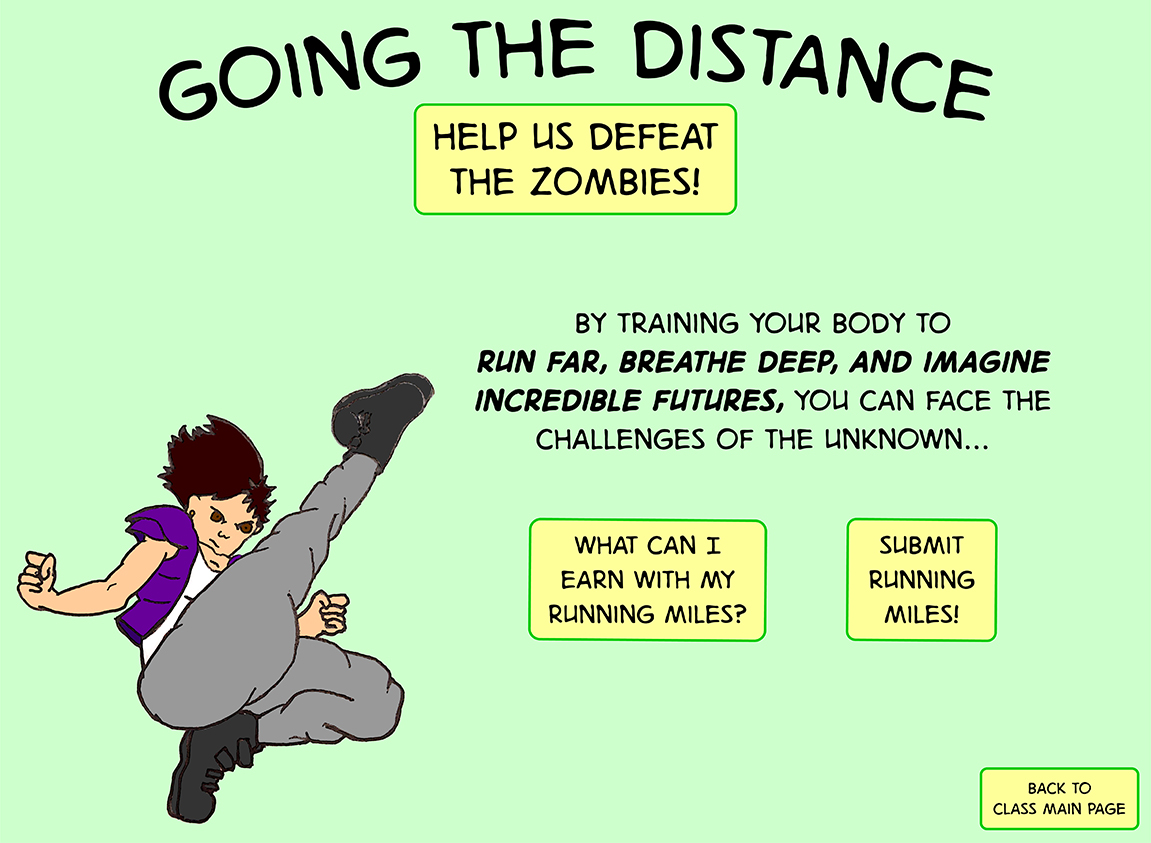 GOING THE DISTANCE
HELP US DEFEAT
THE ZOMBIES!
BY TRAINING YOUR BODY TO
RUN FAR, BREATHE DEEP, AND IMAGINE
INCREDIBLE FUTURES, YOU CAN FACE THE
CHALLENGES OF THE UNKNOWN...
WHAT CAN I
EARN WITH MY
RUNNING MILES?
SUBMIT
RUNNING
MILES!
BACK TO
CLASS MAIN PAGE